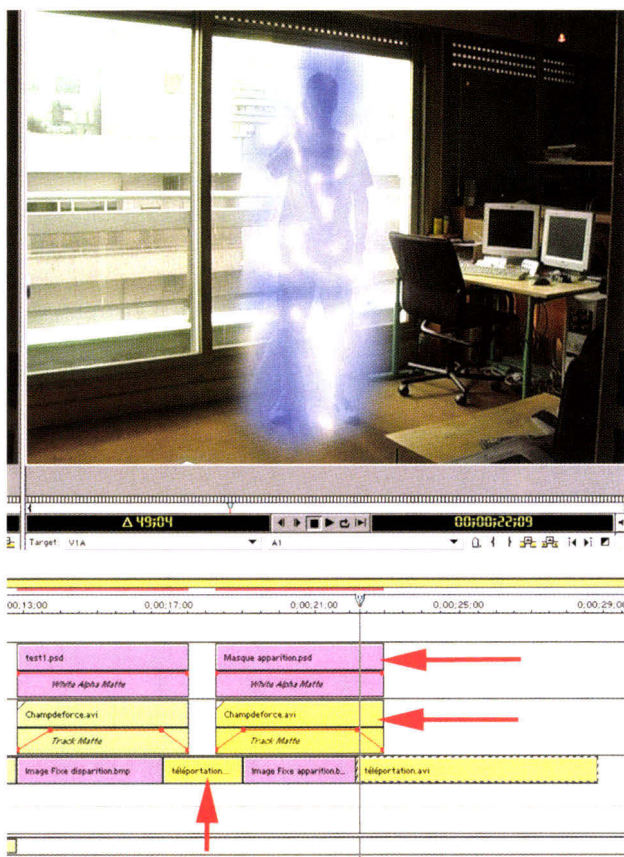 Δ 49;04
00;00;22;09
Target: V1A A1
00;13;00 0;00;17;00 0;00;21;00 0;00;25;00 0;00;29;00
test1.psd Masque apparition.psd
White Alpha Matte White Alpha Matte
Champdeforce.avi Champdeforce.avi
Track Matte Track Matte
Image Fixe disparition.bmp téléportation... Image Fixe apparition.b... téléportation.avi